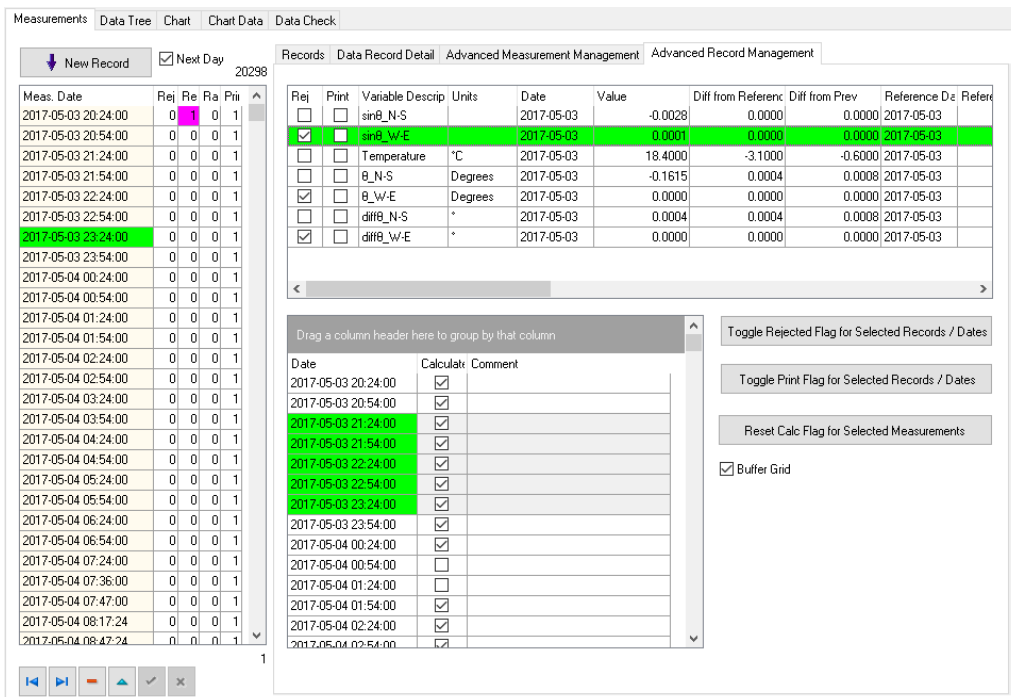 Measurements Data Tree Chart Chart Data Data Check
New Record Next Day
20298
Meas. Date Rej Re Ra Pri
2017-05-03 20:24:00 0 1 0 1
2017-05-03 20:54:00 0 0 0 1
2017-05-03 21:24:00 0 0 0 1
2017-05-03 21:54:00 0 0 0 1
2017-05-03 22:24:00 0 0 0 1
2017-05-03 22:54:00 0 0 0 1
2017-05-03 23:24:00 0 0 0 1
2017-05-03 23:54:00 0 0 0 1
2017-05-04 00:24:00 0 0 0 1
2017-05-04 00:54:00 0 0 0 1
2017-05-04 01:24:00 0 0 0 1
2017-05-04 01:54:00 0 0 0 1
2017-05-04 02:24:00 0 0 0 1
2017-05-04 02:54:00 0 0 0 1
2017-05-04 03:24:00 0 0 0 1
2017-05-04 03:54:00 0 0 0 1
2017-05-04 04:24:00 0 0 0 1
2017-05-04 04:54:00 0 0 0 1
2017-05-04 05:24:00 0 0 0 1
2017-05-04 05:54:00 0 0 0 1
2017-05-04 06:24:00 0 0 0 1
2017-05-04 06:54:00 0 0 0 1
2017-05-04 07:24:00 0 0 0 1
2017-05-04 07:36:00 0 0 0 1
2017-05-04 07:47:00 0 0 0 1
2017-05-04 08:17:24 0 0 0 1
2017-05-04 08:47:24 0 0 0 1
1
Records Data Record Detail Advanced Measurement Management Advanced Record Management
Rej Print Variable Descrip Units Date Value Diff from Referenc Diff from Prev Reference Da Refere
sinθ_N-S 2017-05-03 -0.0028 0.0000 0.0000 2017-05-03
sinθ_W-E 2017-05-03 0.0001 0.0000 0.0000 2017-05-03
Temperature °C 2017-05-03 18.4000 -3.1000 -0.6000 2017-05-03
θ_N-S Degrees 2017-05-03 -0.1615 0.0004 0.0008 2017-05-03
θ_W-E Degrees 2017-05-03 0.0000 0.0000 0.0000 2017-05-03
diffθ_N-S ° 2017-05-03 0.0004 0.0004 0.0008 2017-05-03
diffθ_W-E ° 2017-05-03 0.0000 0.0000 0.0000 2017-05-03
Drag a column header here to group by that column
Date Calculate Comment
2017-05-03 20:24:00
2017-05-03 20:54:00
2017-05-03 21:24:00
2017-05-03 21:54:00
2017-05-03 22:24:00
2017-05-03 22:54:00
2017-05-03 23:24:00
2017-05-03 23:54:00
2017-05-04 00:24:00
2017-05-04 00:54:00
2017-05-04 01:24:00
2017-05-04 01:54:00
2017-05-04 02:24:00
2017-05-04 02:54:00
Toggle Rejected Flag for Selected Records / Dates
Toggle Print Flag for Selected Records / Dates
Reset Calc Flag for Selected Measurements
Buffer Grid